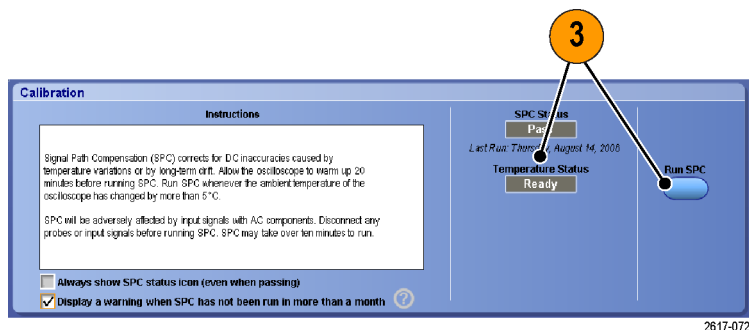 3
Calibration
Instructions
Signal Path Compensation (SPC) corrects for DC inaccuracies caused by
temperature variations or by long-term drift. Allow the oscilloscope to warm up 20
minutes before running SPC. Run SPC whenever the ambient temperature of the
oscilloscope has changed by more than 5°C.
SPC will be adversely affected by input signals with AC components. Disconnect any
probes or input signals before running SPC. SPC may take over ten minutes to run.
Always show SPC status icon (even when passing)
Display a warning when SPC has not been run in more than a month
?
SPC Status
Pass
Last Run: Thursday, August 14, 2006
Temperature Status
Ready
Run SPC
2617-072